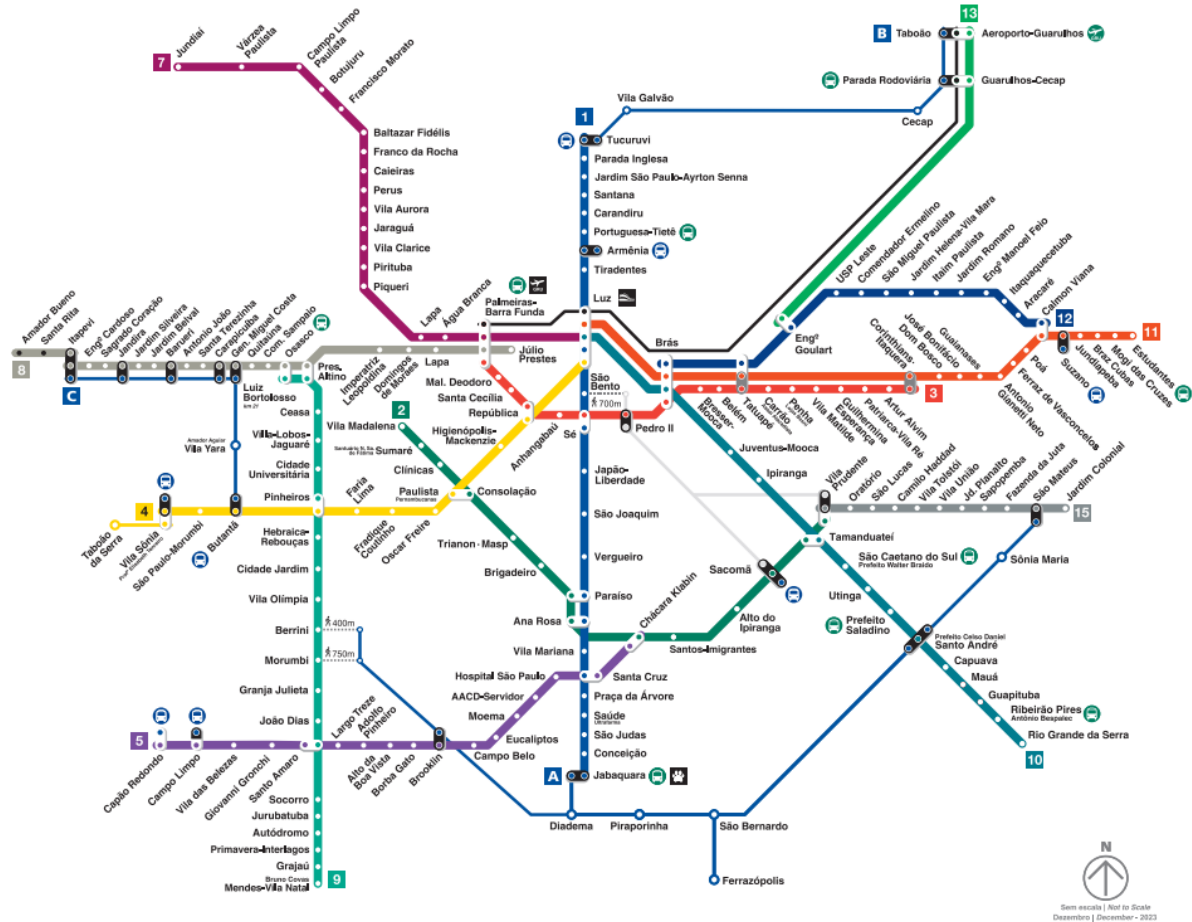 13
Aeroporto-Guarulhos
B
Taboão
Parada Rodoviária
Guarulhos-Cecap
Vila Galvão
Cecap
7
Jundiaí
Várzea
Paulista
Campo Limpo
Paulista
Botujuru
Francisco Morato
Baltazar Fidélis
Franco da Rocha
Caieiras
Perus
Vila Aurora
Jaraguá
Vila Clarice
Pirituba
Piqueri
Lapa
Água Branca
Palmeiras-
Barra Funda
1
Tucuruvi
Parada Inglesa
Jardim São Paulo-Ayrton Senna
Santana
Carandiru
Portuguesa-Tietê
Armênia
Tiradentes
Luz
São
Bento
700m
Sé
Pedro II
Brás
USP Leste
Comendador Ermelino
São Miguel Paulista
Jardim Helena-Vila Mara
Itaim Paulista
Jardim Romano
Engº Manoel Feio
Itaquaquecetuba
Aracaré
Calmon Viana
12
Engº
Goulart
11
Suzano
Jundiapeba
Braz Cubas
Mogi das Cruzes
Estudantes
Corinthians-
Itaquera
Dom Bosco
José Bonifácio
Guaianases
Antonio
Gianetti Neto
Ferraz de Vasconcelos
Poá
3
Bresser-
Mooca
Belém
Tatuapé
Carrão
Penha
Vila Matilde
Guilhermina
Esperança
Patriarca-Vila Ré
Artur Alvim
Amador Bueno
Santa Rita
Itapevi
Engº Cardoso
Sagrado Coração
Jandira
Jardim Silveira
Jardim Belval
Barueri
Antonio João
Santa Terezinha
Carapicuíba
Gen. Miguel Costa
Quitaúna
Com. Sampaio
Osasco
8
C
Pres.
Altino
Imperatriz
Leopoldina
Domingos
de Moraes
Lapa
Júlio
Prestes
Luiz
Bortolosso
km 21
Amador Aguiar
Vila Yara
Ceasa
Villa-Lobos-
Jaguaré
Cidade
Universitária
Pinheiros
Hebraica-
Rebouças
Cidade Jardim
Vila Olímpia
Berrini
400m
Morumbi
750m
Granja Julieta
João Dias
Socorro
Jurubatuba
Autódromo
Primavera-Interlagos
Grajaú
Bruno Covas
Mendes-Vila Natal
9
Mal. Deodoro
Santa Cecília
República
Anhangabaú
Higienópolis-
Mackenzie
2
Vila Madalena
Santuário N. Sa. de Fátima
Sumaré
Clínicas
Paulista
Pernambucanas
Consolação
Trianon-Masp
Brigadeiro
Paraíso
Ana Rosa
4
Taboão
da Serra
Vila Sônia
São Paulo-Morumbi
Butantã
Faria
Lima
Fradique
Coutinho
Oscar Freire
Japão-
Liberdade
São Joaquim
Vergueiro
Vila Mariana
Chácara Klabin
Santos-Imigrantes
Alto do
Ipiranga
Sacomã
Hospital São Paulo
Santa Cruz
AACD-Servidor
Moema
Eucaliptos
Campo Belo
Praça da Árvore
Saúde
Ultrafarma
São Judas
Conceição
A
Jabaquara
5
Capão Redondo
Campo Limpo
Vila das Belezas
Giovanni Gronchi
Santo Amaro
Largo Treze
Adolfo
Pinheiro
Alto da
Boa Vista
Borba Gato
Brooklin
Diadema
Piraporinha
São Bernardo
Ferrazópolis
Juventus-Mooca
Ipiranga
Vila
Prudente
Oratório
São Lucas
Camilo Haddad
Vila Tolstói
Vila União
Jd. Planalto
Sapopemba
Fazenda da Juta
São Mateus
Jardim Colonial
15
Tamanduateí
São Caetano do Sul
Prefeito Walter Braido
Sônia Maria
Utinga
Prefeito
Saladino
Prefeito Celso Daniel
Santo André
Capuava
Mauá
Guapituba
Ribeirão Pires
Antônio Bespalec
Rio Grande da Serra
10
N
Sem escala | Not to Scale
Dezembro | December - 2023